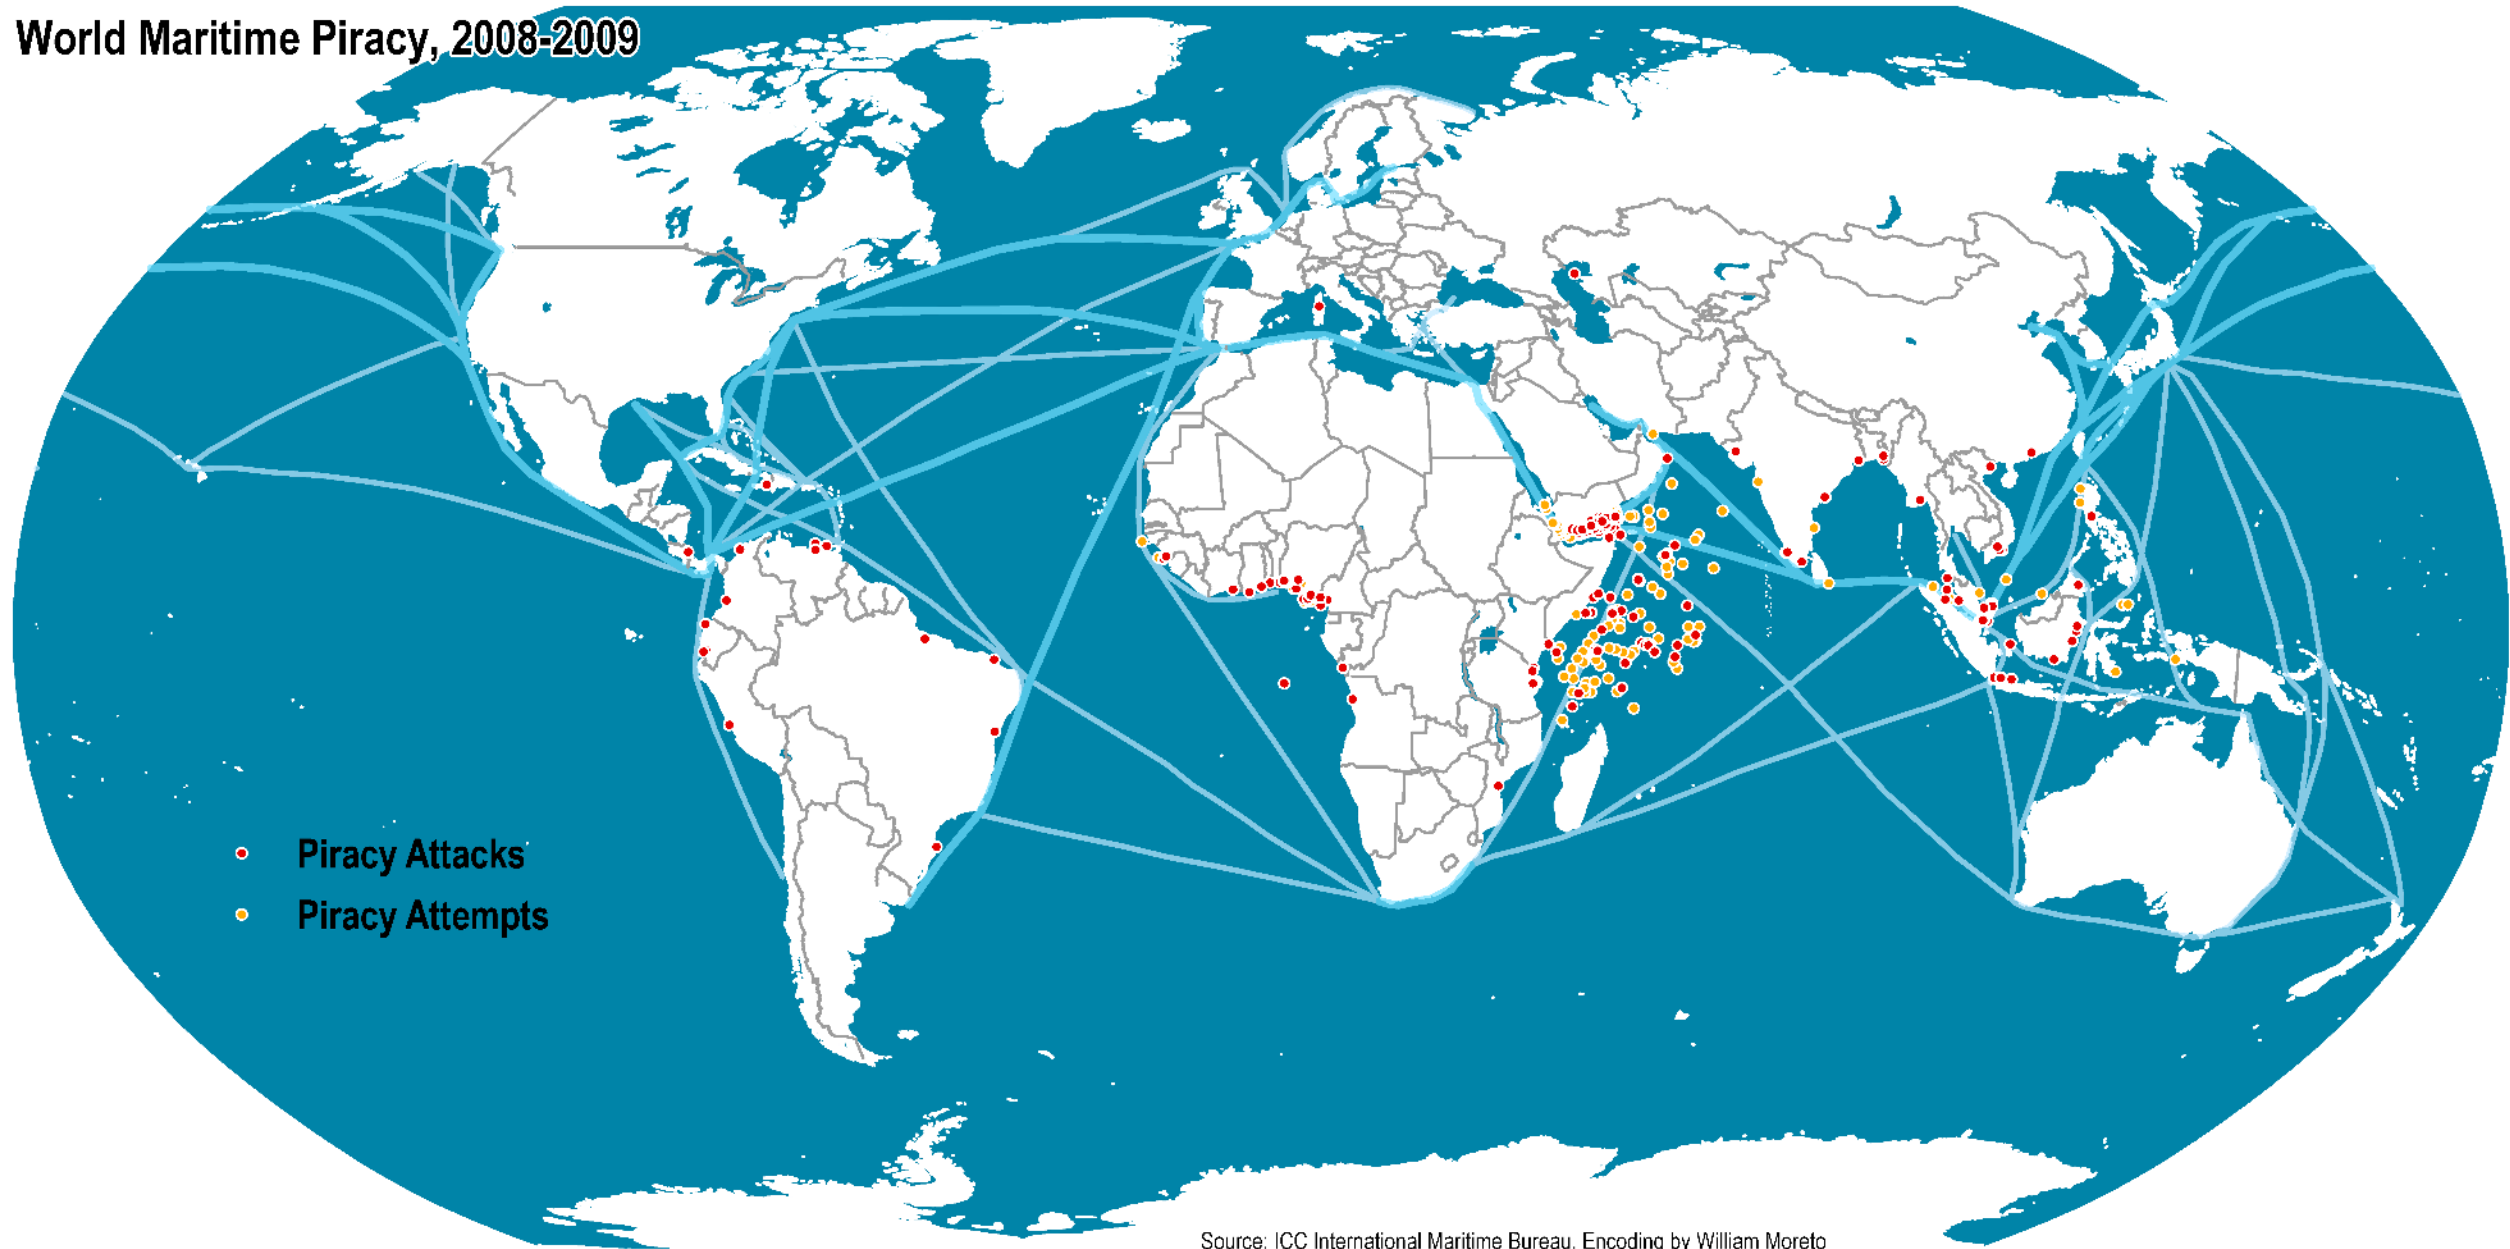 World Maritime Piracy, 2008-2009
Piracy Attacks
Piracy Attempts
Source: ICC International Maritime Bureau. Encoding by William Moreto